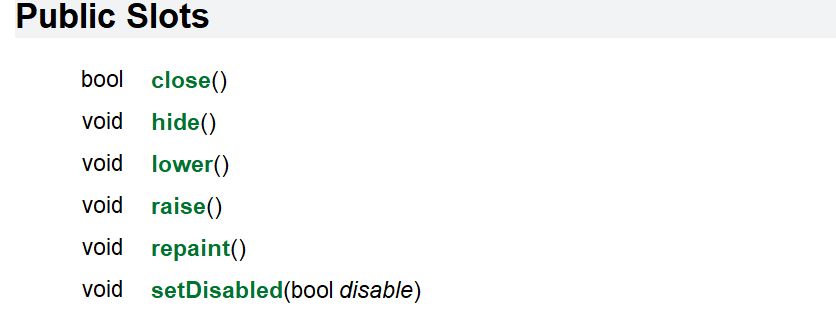 Public Slots
bool close()
void hide()
void lower()
void raise()
void repaint()
void setDisabled(bool disable)